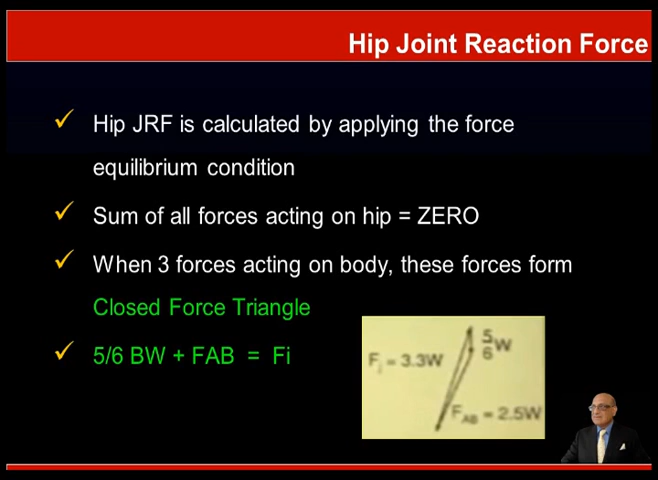 Hip Joint Reaction Force
✓ Hip JRF is calculated by applying the force
equilibrium condition
✓ Sum of all forces acting on hip = ZERO
✓ When 3 forces acting on body, these forces form
Closed Force Triangle
✓ 5/6 BW + FAB = Fi
5/6 W
Fj = 3.3W
FAB = 2.5W